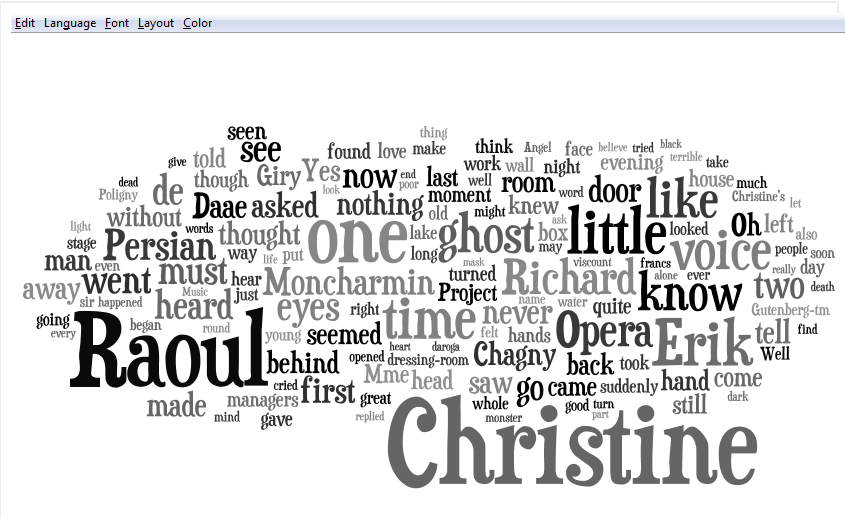 Edit Language Font Layout Color
thing
seen
see found love make think Angel face believe tried black
give told work wall night evening terrible take
dead though Giry Yes now end poor last well room word door like house much
Poligny de look moment Christine's let
without Daae asked nothing old might knew little looked Oh left also
light words ask
stage Persian thought one lake ghost box voice people soon
man even way life put long may really day
away went must hear Moncharmin mask turned Richard viscount francs alone ever two death
sir happened Music just Project name water know Gutenberg-tm
going heard eyes right time never quite tell find
every began round young seemed felt hands Opera Erik Well
Raoul behind heart daroga Chagny back took
opened dressing-room
cried first Mme head saw go came suddenly hand come
made managers great whole good turn still dark
mind gave replied monster part
Christine